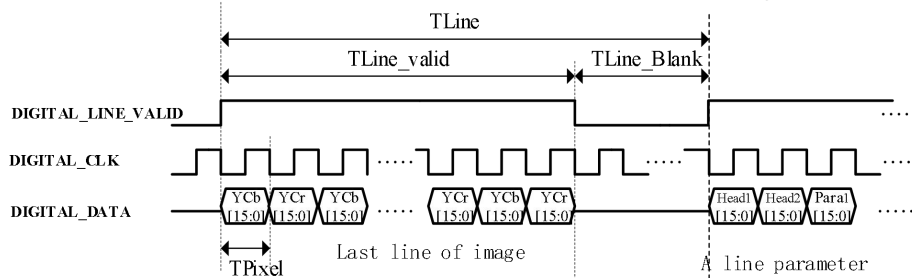 TLine
TLine_valid TLine_Blank
DIGITAL_LINE_VALID .....
DIGITAL_CLK ..... ..... ....
DIGITAL_DATA YCb [15:0] YCr [15:0] YCb [15:0] ..... YCr [15:0] YCb [15:0] YCr [15:0] Head1 [15:0] Head2 [15:0] Para1 [15:0] ....
TPixel Last line of image A line parameter